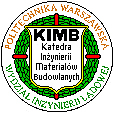 POLITECHNIKA WARSZAWSKA
KIMB
Katedra
Inżynierii
Materiałów
Budowlanych
WYDZIAŁ INŻYNIERII LĄDOWEJ